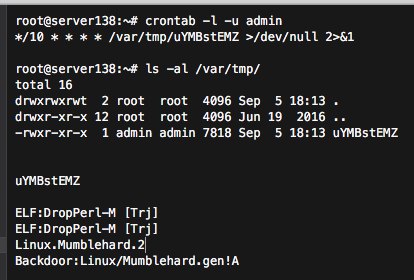 root@server138:~# crontab -l -u admin
*/10 * * * * /var/tmp/uYMBstEMZ >/dev/null 2>&1
root@server138:~# ls -al /var/tmp/
total 16
drwxrwxrwt  2 root  root  4096 Sep  5 18:13 .
drwxr-xr-x 12 root  root  4096 Jun 19  2016 ..
-rwxr-xr-x  1 admin admin 7818 Sep  5 18:13 uYMBstEMZ
uYMBstEMZ
ELF:DropPerl-M [Trj]
ELF:DropPerl-M [Trj]
Linux.Mumblehard.2
Backdoor:Linux/Mumblehard.gen!A